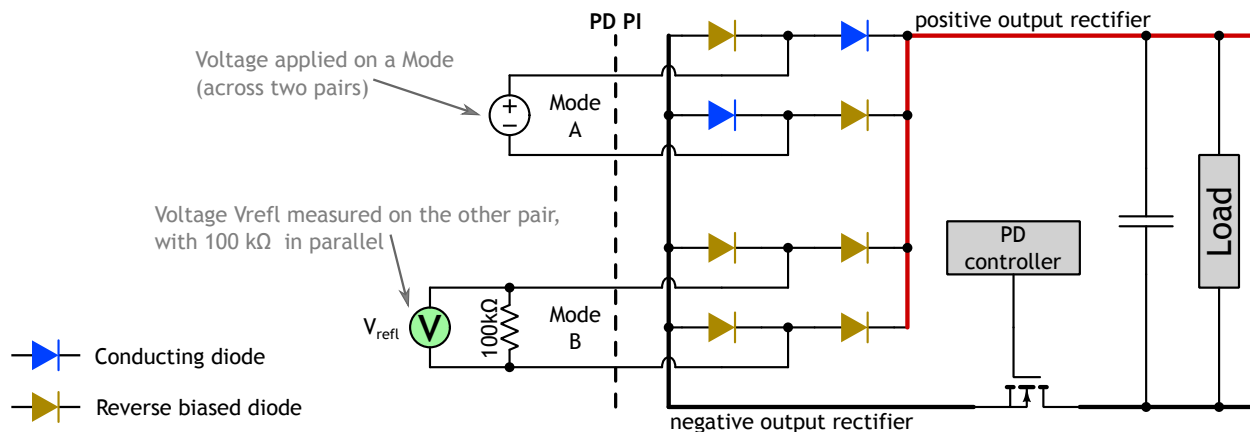 PD PI
positive output rectifier
Voltage applied on a Mode
(across two pairs)
+
−
Mode
A
Voltage Vrefl measured on the other pair,
with 100 kΩ in parallel
PD
controller
Load
Vrefl
V
100kΩ
Mode
B
Conducting diode
Reverse biased diode
negative output rectifier